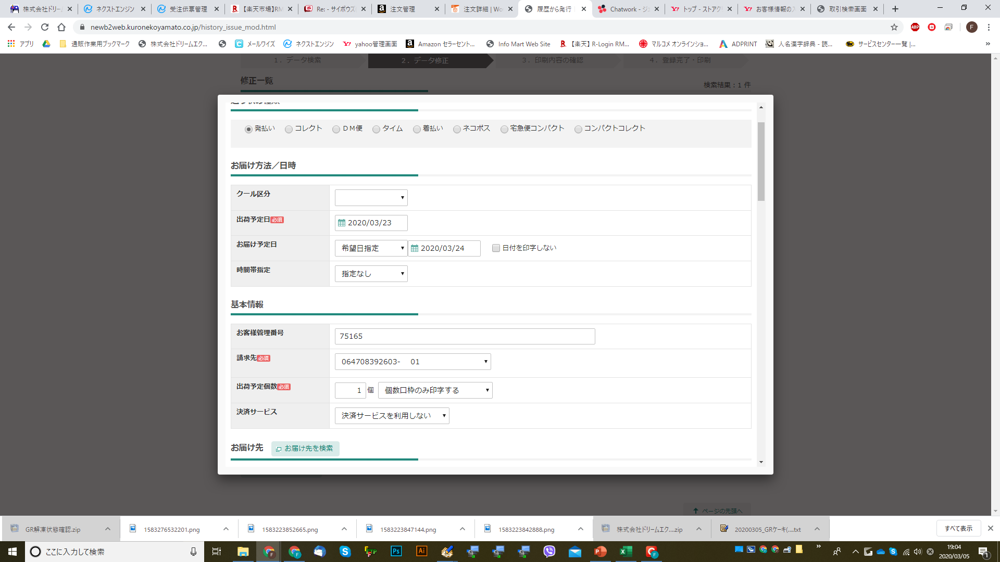 株式会社ドリーム
ネクストエンジン
受注伝票管理
【楽天市場】RM
Re: - サイボウズ
注文管理
注文詳細 | Wo
履歴から発行
Chatwork - ジ
トップ - ストアク
お客様情報の
取引検索画面
newb2web.kuronekoyamato.co.jp/history_issue_mod.html
アプリ
通販作業用ブックマーク
株式会社ドリームエク...
メールワイズ
ネクストエンジン
yahoo管理画面
Amazon セラーセント...
Info Mart Web Site
【楽天】 R-Login RM...
マルコメ オンラインショ...
ADPRINT
人名漢字辞典 - 読...
サービスセンター一覧 |...
»
1. データ検索
2. データ修正
3. 印刷内容の確認
4. 登録完了・印刷
修正一覧
検索結果：1 件
発払い
コレクト
ＤＭ便
タイム
着払い
ネコポス
宅急便コンパクト
コンパクトコレクト
お届け方法／日時
クール区分
出荷予定日 必須
2020/03/23
お届け予定日
希望日指定
2020/03/24
日付を印字しない
時間帯指定
指定なし
基本情報
お客様管理番号
75165
請求先 必須
064708392603- 01
出荷予定個数 必須
1 個
個数口枠のみ印字する
決済サービス
決済サービスを利用しない
お届け先
お届け先を検索
ページの先頭へ
GR解凍状態確認.zip
1583276532201.png
1583223852665.png
1583223847144.png
1583223842888.png
株式会社ドリームエク....zip
20200305_GRケーキ(....txt
すべて表示
ここに入力して検索
19:04
2020/03/05